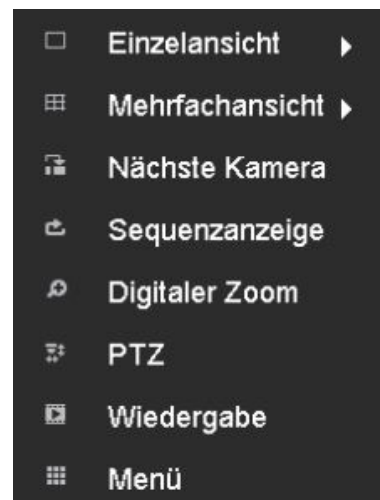 Einzelansicht
Mehrfachansicht
Nächste Kamera
Sequenzanzeige
Digitaler Zoom
PTZ
Wiedergabe
Menü